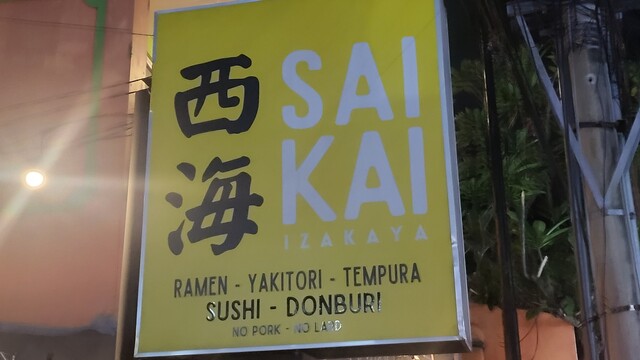 西海
SAI
KAI
IZAKAYA
RAMEN - YAKITORI - TEMPURA
SUSHI - DONBURI
NO PORK - NO LARD